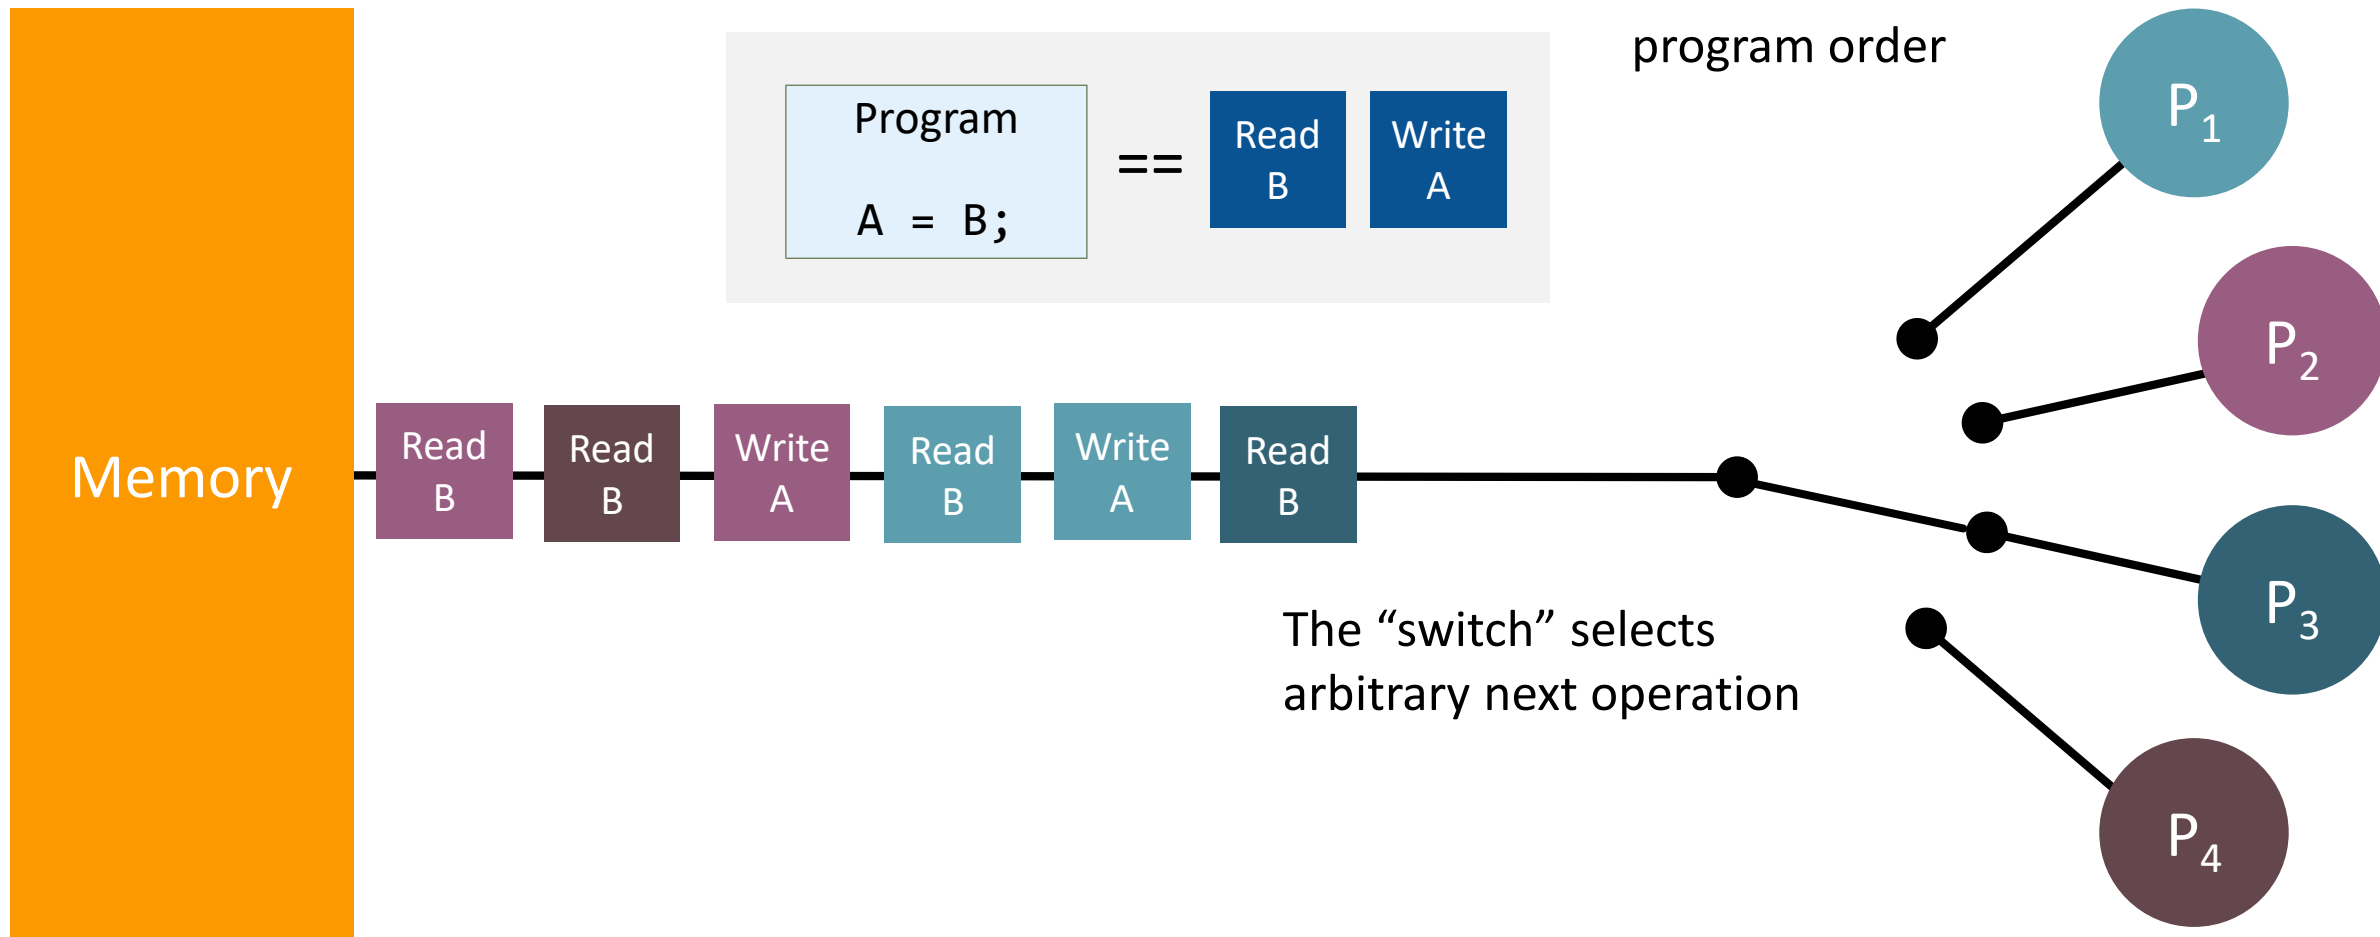 program order
Program
A = B;
==
Read
B
Write
A
P1
P2
P3
P4
Memory
Read
B
Read
B
Write
A
Read
B
Write
A
Read
B
The “switch” selects
arbitrary next operation